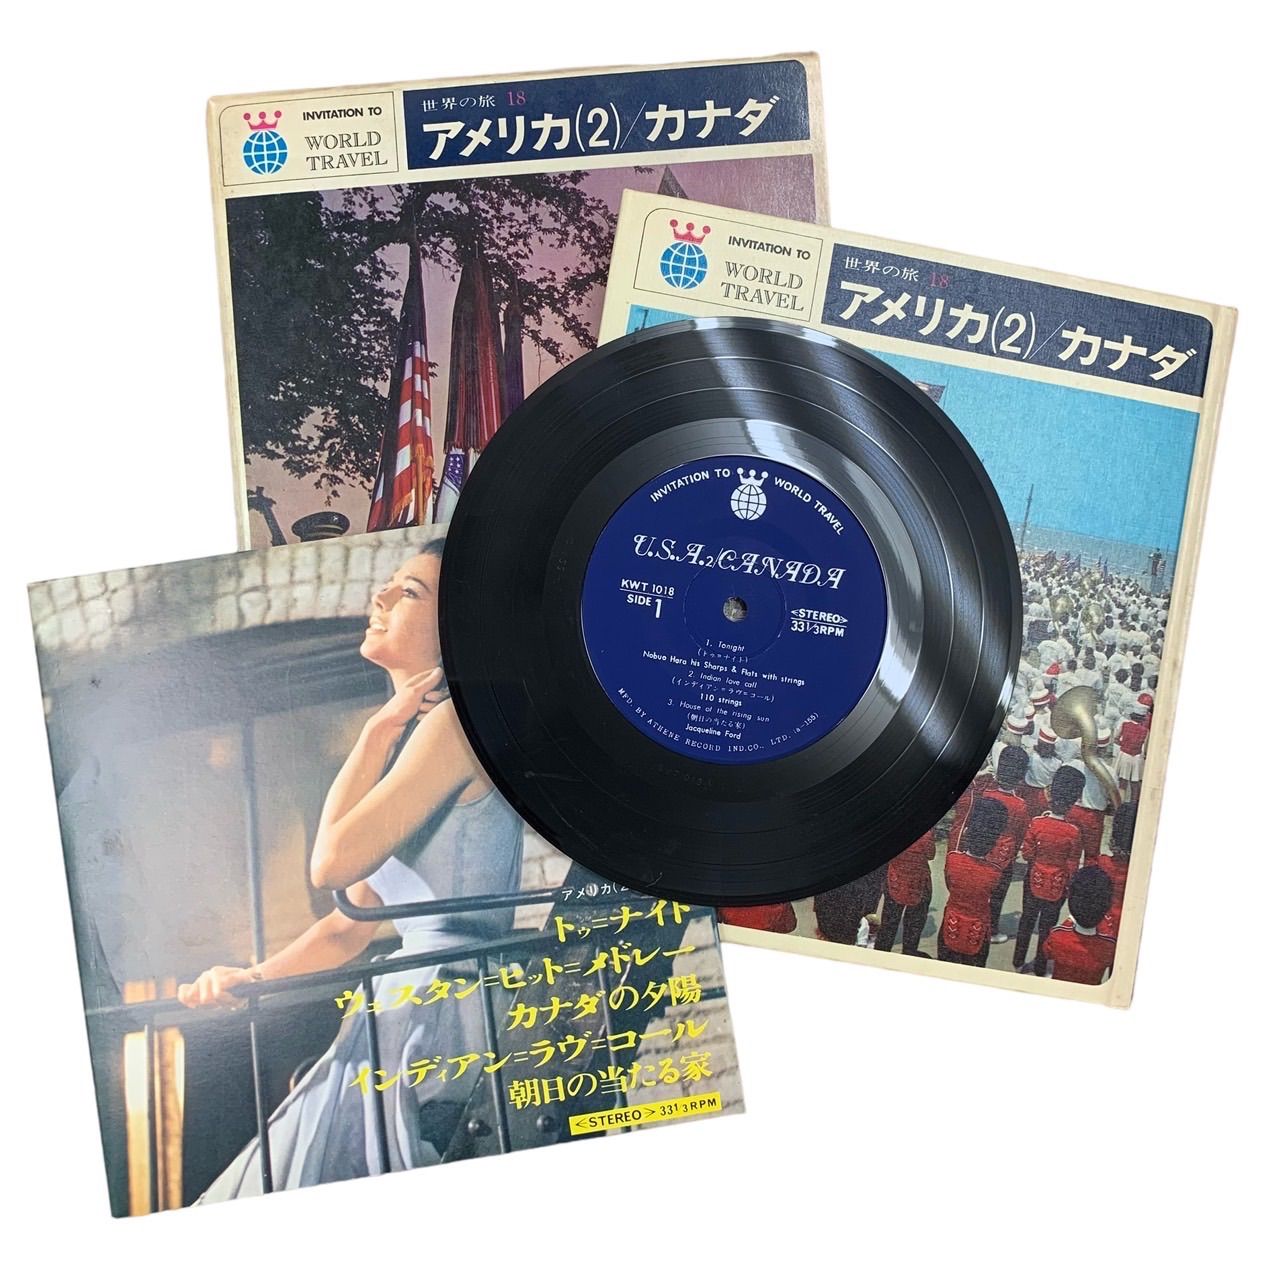 INVITATION TO
WORLD
TRAVEL
世界の旅 18
アメリカ(2)/カナダ
INVITATION TO
WORLD
TRAVEL
世界の旅 18
アメリカ(2)/カナダ
INVITATION TO WORLD TRAVEL
U.S.A.2/CANADA
KWT 1018
SIDE 1
<STEREO>
33 1/3RPM
1. Tonight
(トゥ=ナイト)
Nobuo Hara his Sharps & Flats with strings
2. Indian love call
(インディアン=ラヴ=コール)
110 strings
3. House of the rising sun
(朝日の当たる家)
Jacqueline Ford
MFD. BY ATHENE RECORD IND.CO., LTD. (a-155)
アメリカ(2
トゥ=ナイト
ウェスタン=ヒット=メドレー
カナダの夕陽
インディアン=ラヴ=コール
朝日の当たる家
<STEREO> 33 1/3 RPM